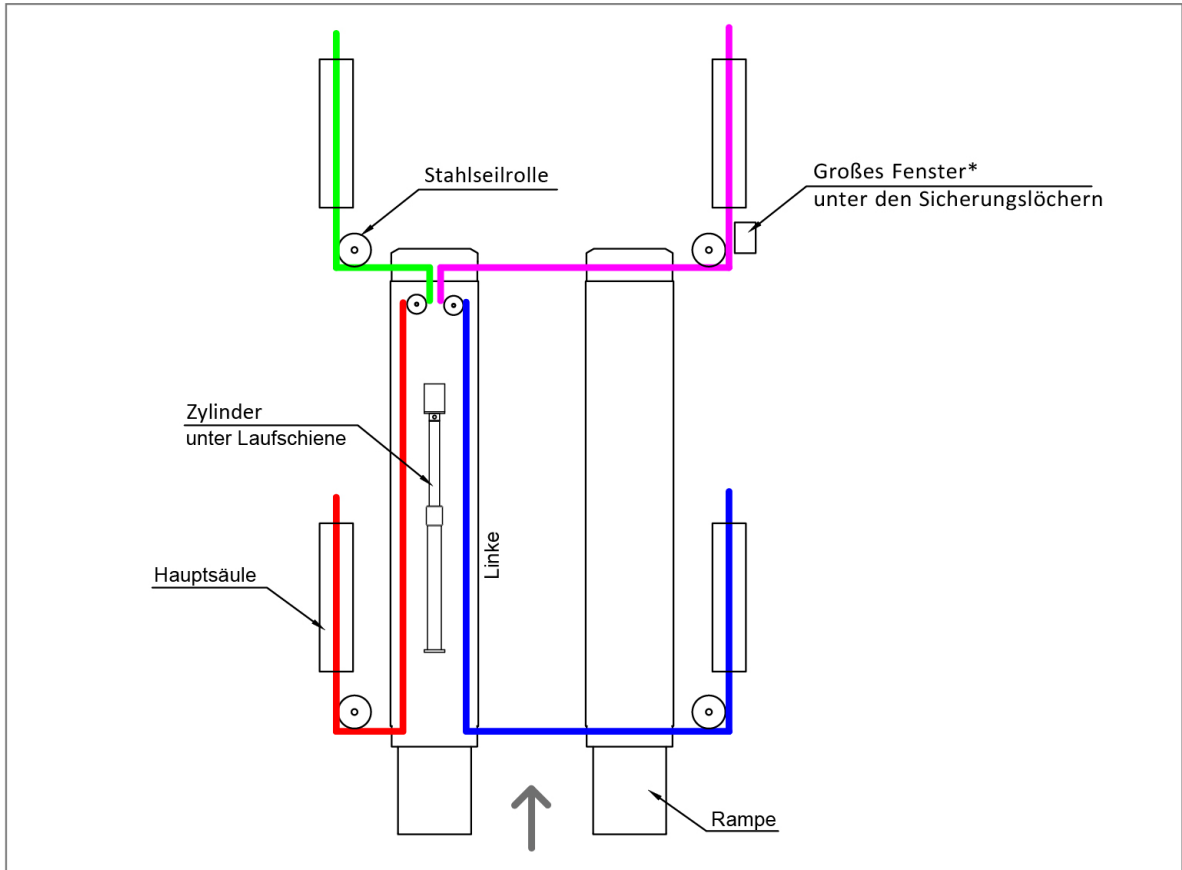 Stahlseilrolle
Großes Fenster*
unter den Sicherungslöchern
Zylinder
unter Laufschiene
Linke
Hauptsäule
Rampe